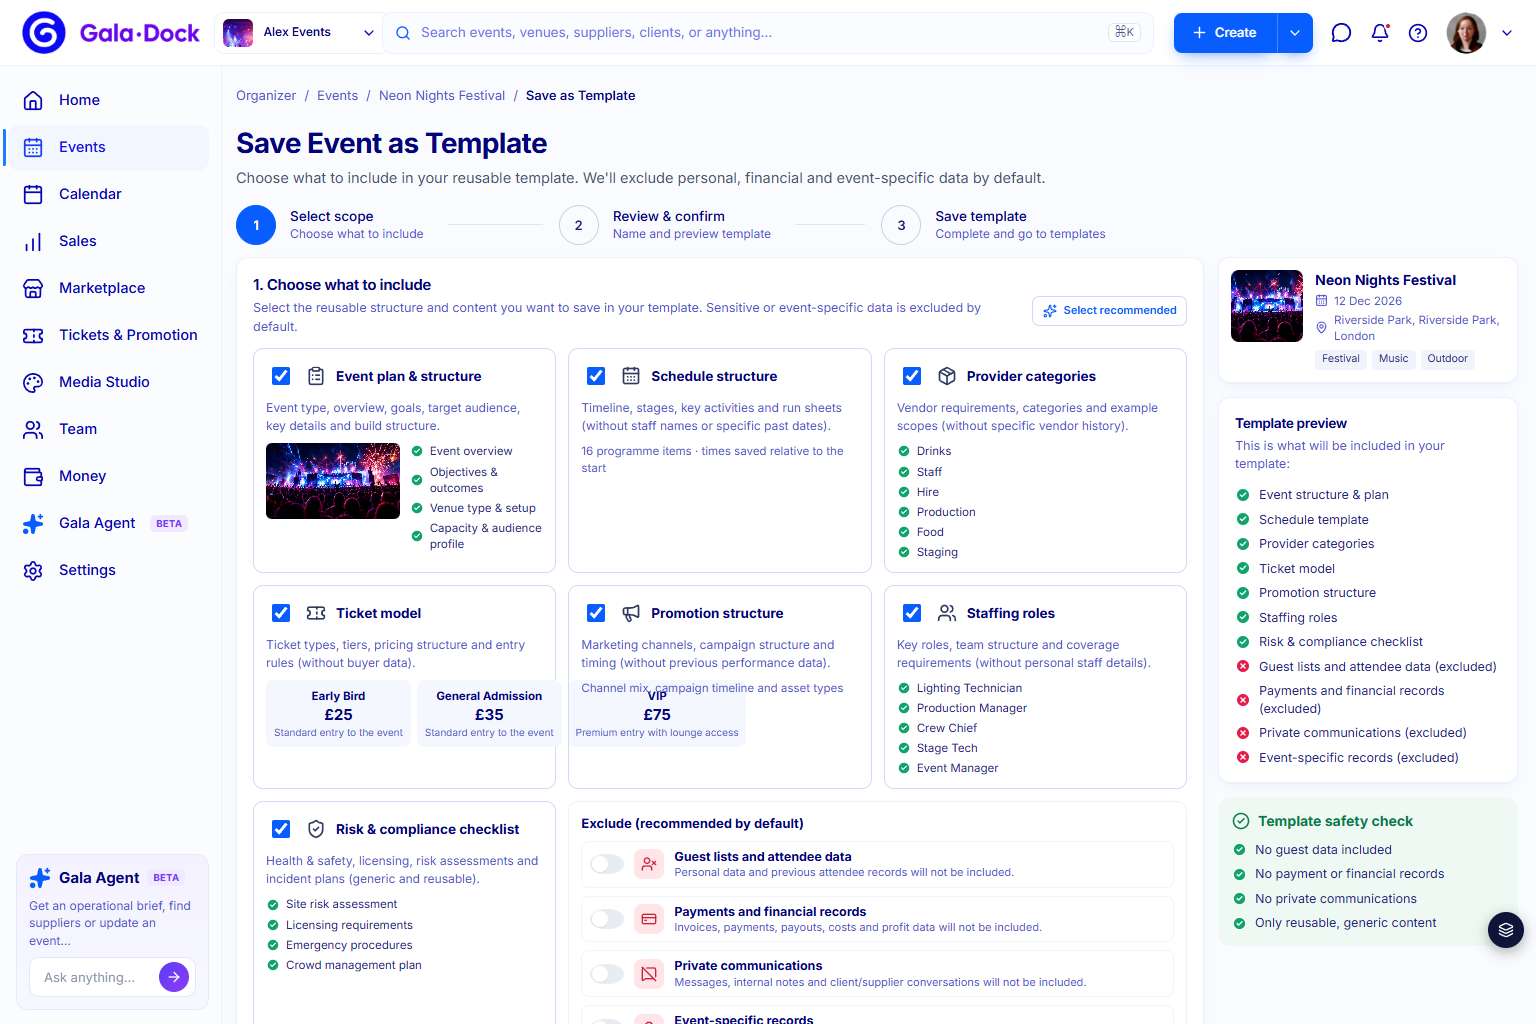 Gala·Dock
Alex Events
Search events, venues, suppliers, clients, or anything...
⌘K
Create
Home
Events
Calendar
Sales
Marketplace
Tickets & Promotion
Media Studio
Team
Money
Gala Agent BETA
Settings
Gala Agent BETA
Get an operational brief, find
suppliers or update an
event...
Ask anything...
Organizer / Events / Neon Nights Festival / Save as Template
Save Event as Template
Choose what to include in your reusable template. We'll exclude personal, financial and event-specific data by default.
1
Select scope
Choose what to include
2
Review & confirm
Name and preview template
3
Save template
Complete and go to templates
1. Choose what to include
Select the reusable structure and content you want to save in your template. Sensitive or event-specific data is excluded by
default.
Select recommended
Event plan & structure
Event type, overview, goals, target audience,
key details and build structure.
Event overview
Objectives &
outcomes
Venue type & setup
Capacity & audience
profile
Schedule structure
Timeline, stages, key activities and run sheets
(without staff names or specific past dates).
16 programme items · times saved relative to the
start
Provider categories
Vendor requirements, categories and example
scopes (without specific vendor history).
Drinks
Staff
Hire
Production
Food
Staging
Ticket model
Ticket types, tiers, pricing structure and entry
rules (without buyer data).
Early Bird
£25
Standard entry to the event
General Admission
£35
Standard entry to the event
VIP
£75
Premium entry with lounge access
Promotion structure
Marketing channels, campaign structure and
timing (without previous performance data).
Channel mix, campaign timeline and asset types
Staffing roles
Key roles, team structure and coverage
requirements (without personal staff details).
Lighting Technician
Production Manager
Crew Chief
Stage Tech
Event Manager
Risk & compliance checklist
Health & safety, licensing, risk assessments and
incident plans (generic and reusable).
Site risk assessment
Licensing requirements
Emergency procedures
Crowd management plan
Exclude (recommended by default)
Guest lists and attendee data
Personal data and previous attendee records will not be included.
Payments and financial records
Invoices, payments, payouts, costs and profit data will not be included.
Private communications
Messages, internal notes and client/supplier conversations will not be included.
Event-specific records
Neon Nights Festival
12 Dec 2026
Riverside Park, Riverside Park,
London
Festival
Music
Outdoor
Template preview
This is what will be included in your
template:
Event structure & plan
Schedule template
Provider categories
Ticket model
Promotion structure
Staffing roles
Risk & compliance checklist
Guest lists and attendee data (excluded)
Payments and financial records
(excluded)
Private communications (excluded)
Event-specific records (excluded)
Template safety check
No guest data included
No payment or financial records
No private communications
Only reusable, generic content